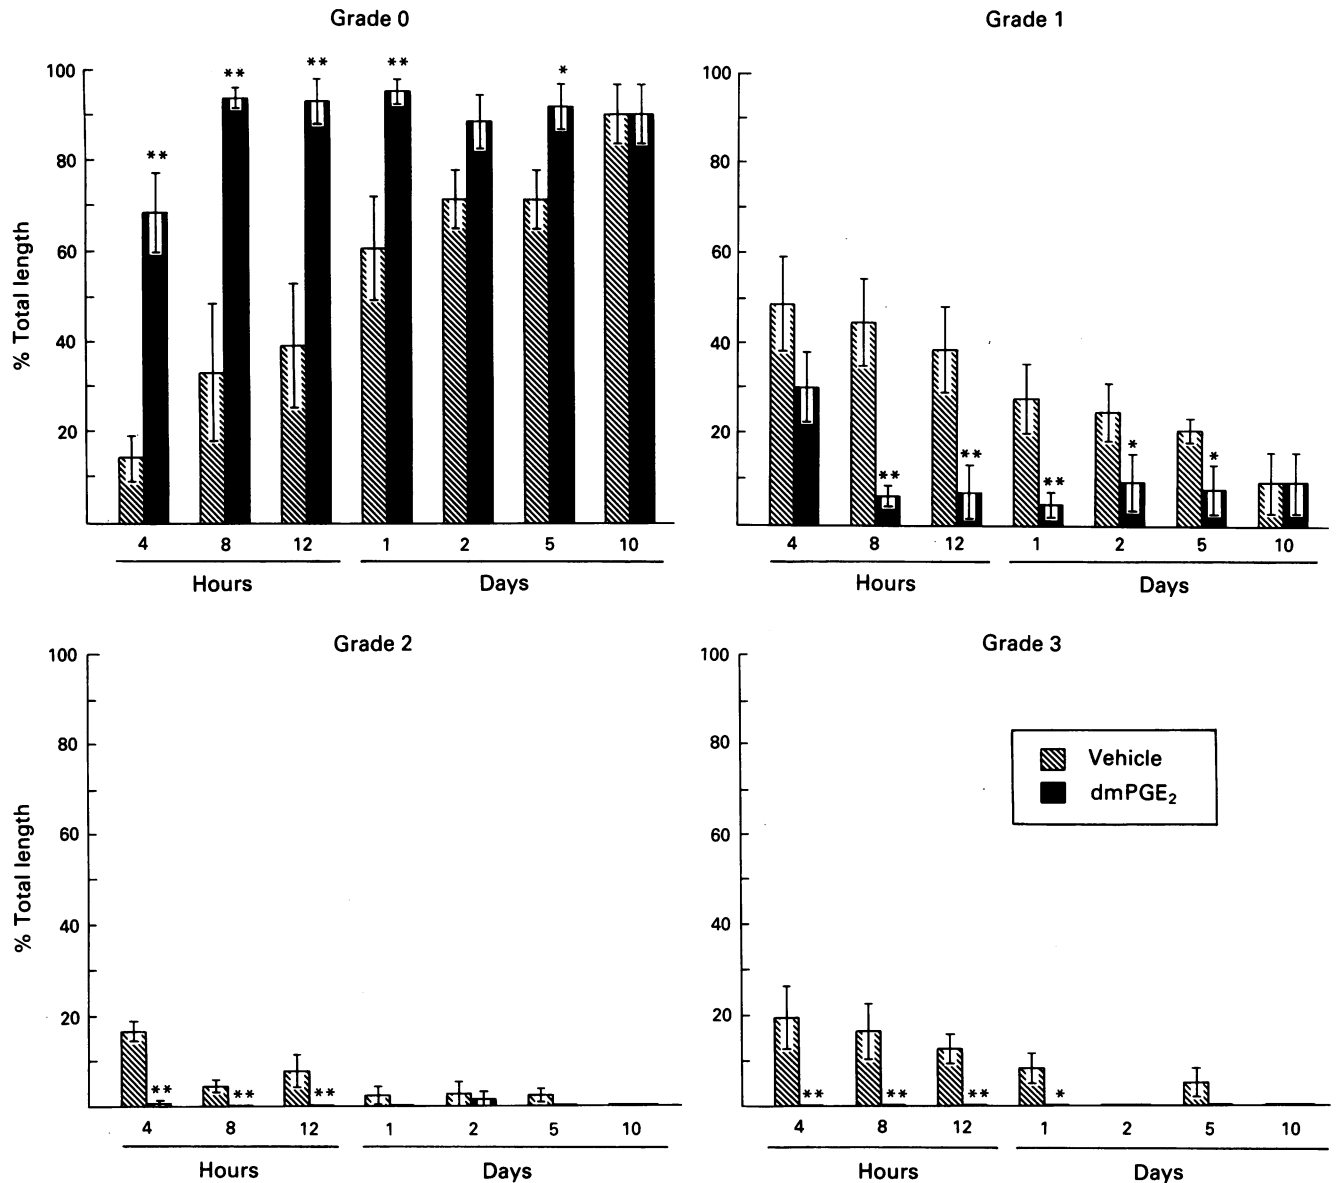 Grade 0
% Total length
100
80
60
40
20
** ** ** ** *
4 8 12 1 2 5 10
Hours Days
Grade 1
100
80
60
40
20
** ** ** * *
4 8 12 1 2 5 10
Hours Days
Grade 2
% Total length
100
80
60
40
20
** ** **
4 8 12 1 2 5 10
Hours Days
Grade 3
100
80
60
40
20
Vehicle
dmPGE₂
** ** ** *
4 8 12 1 2 5 10
Hours Days